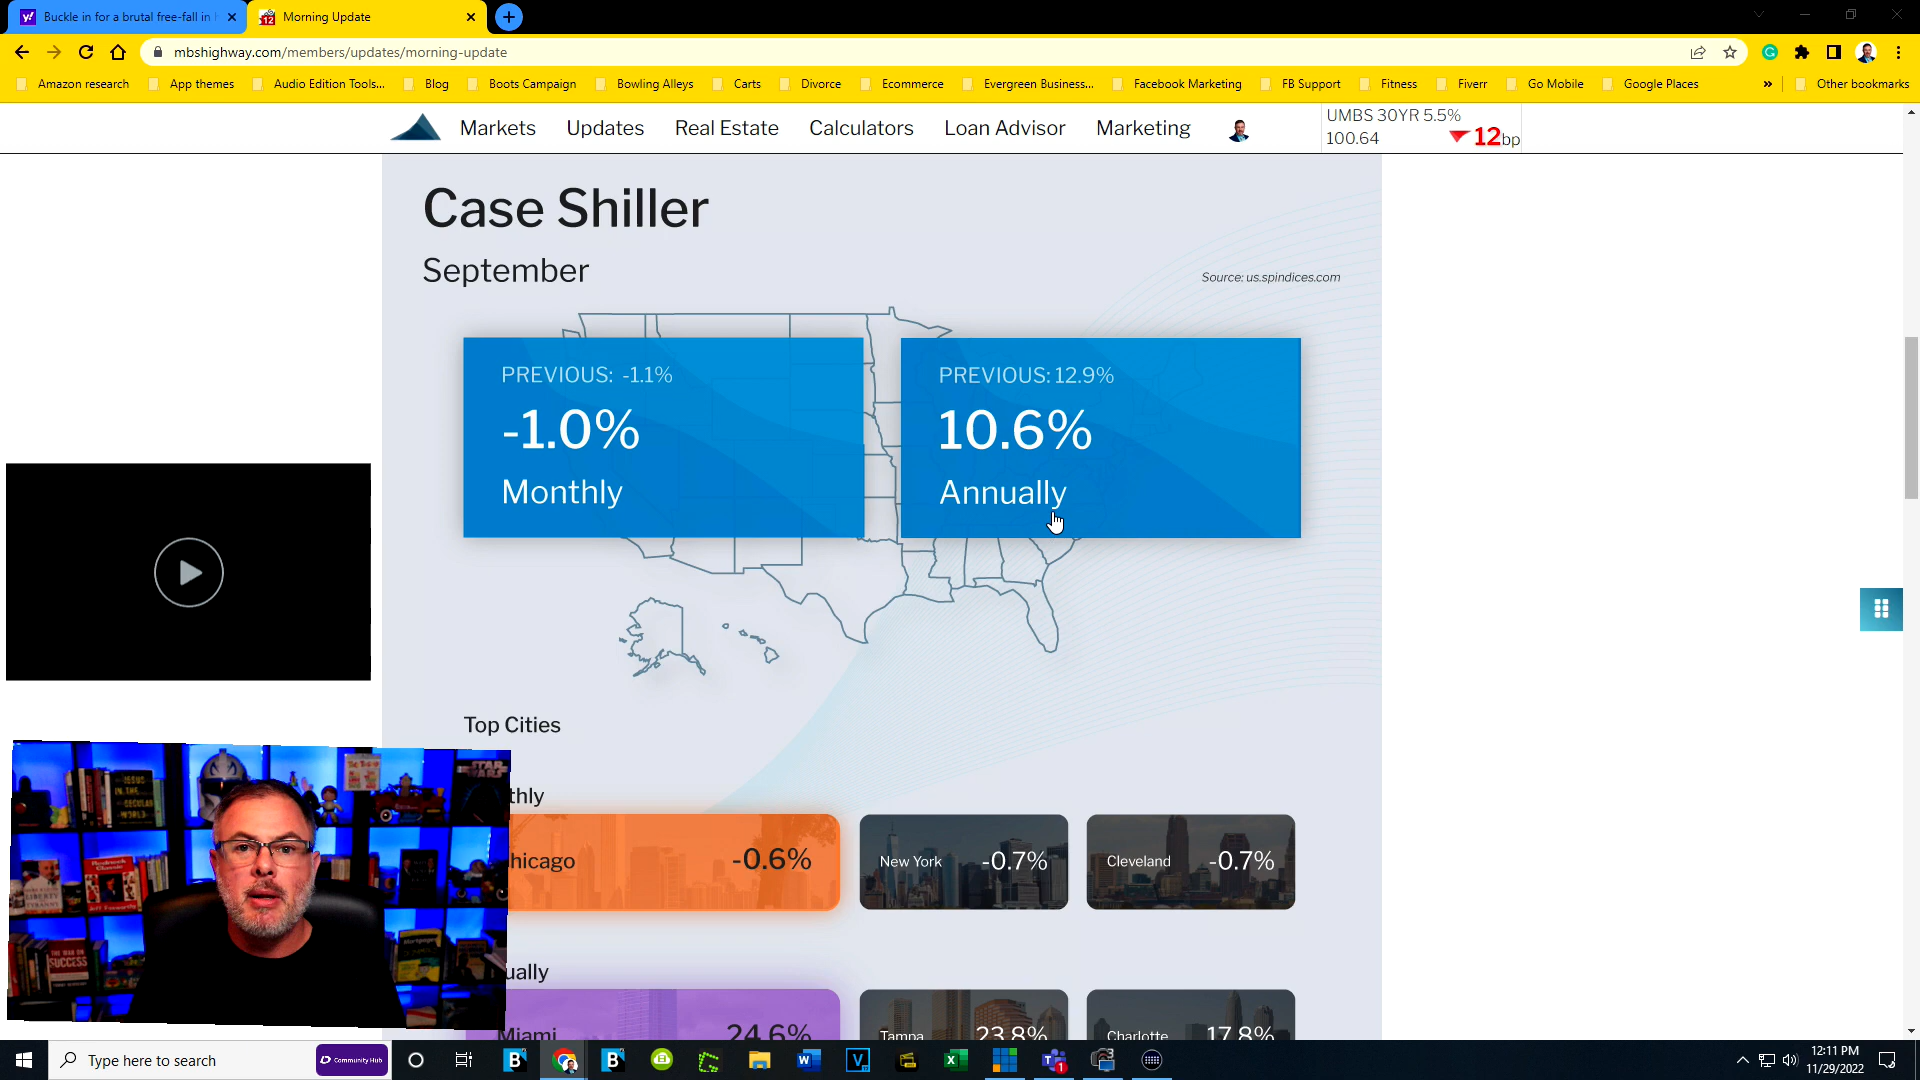 Buckle in for a brutal free-fall in
Morning Update
mbshighway.com/members/updates/morning-update
Amazon research App themes Audio Edition Tools... Blog Boots Campaign Bowling Alleys Carts Divorce Ecommerce Evergreen Business... Facebook Marketing FB Support Fitness Fiverr Go Mobile Google Places » Other bookmarks
Markets Updates Real Estate Calculators Loan Advisor Marketing
UMBS 30YR 5.5%
100.64 12bp
Case Shiller
September
Source: us.spindices.com
PREVIOUS: -1.1%
-1.0%
Monthly
PREVIOUS: 12.9%
10.6%
Annually
Top Cities
thly
hicago -0.6%
New York -0.7%
Cleveland -0.7%
ually
Miami 24.6%
Tampa 23.8%
Charlotte 17.8%
STAR
WARS
SUCCESS
Type here to search
Community Hub
12:11 PM
11/29/2022